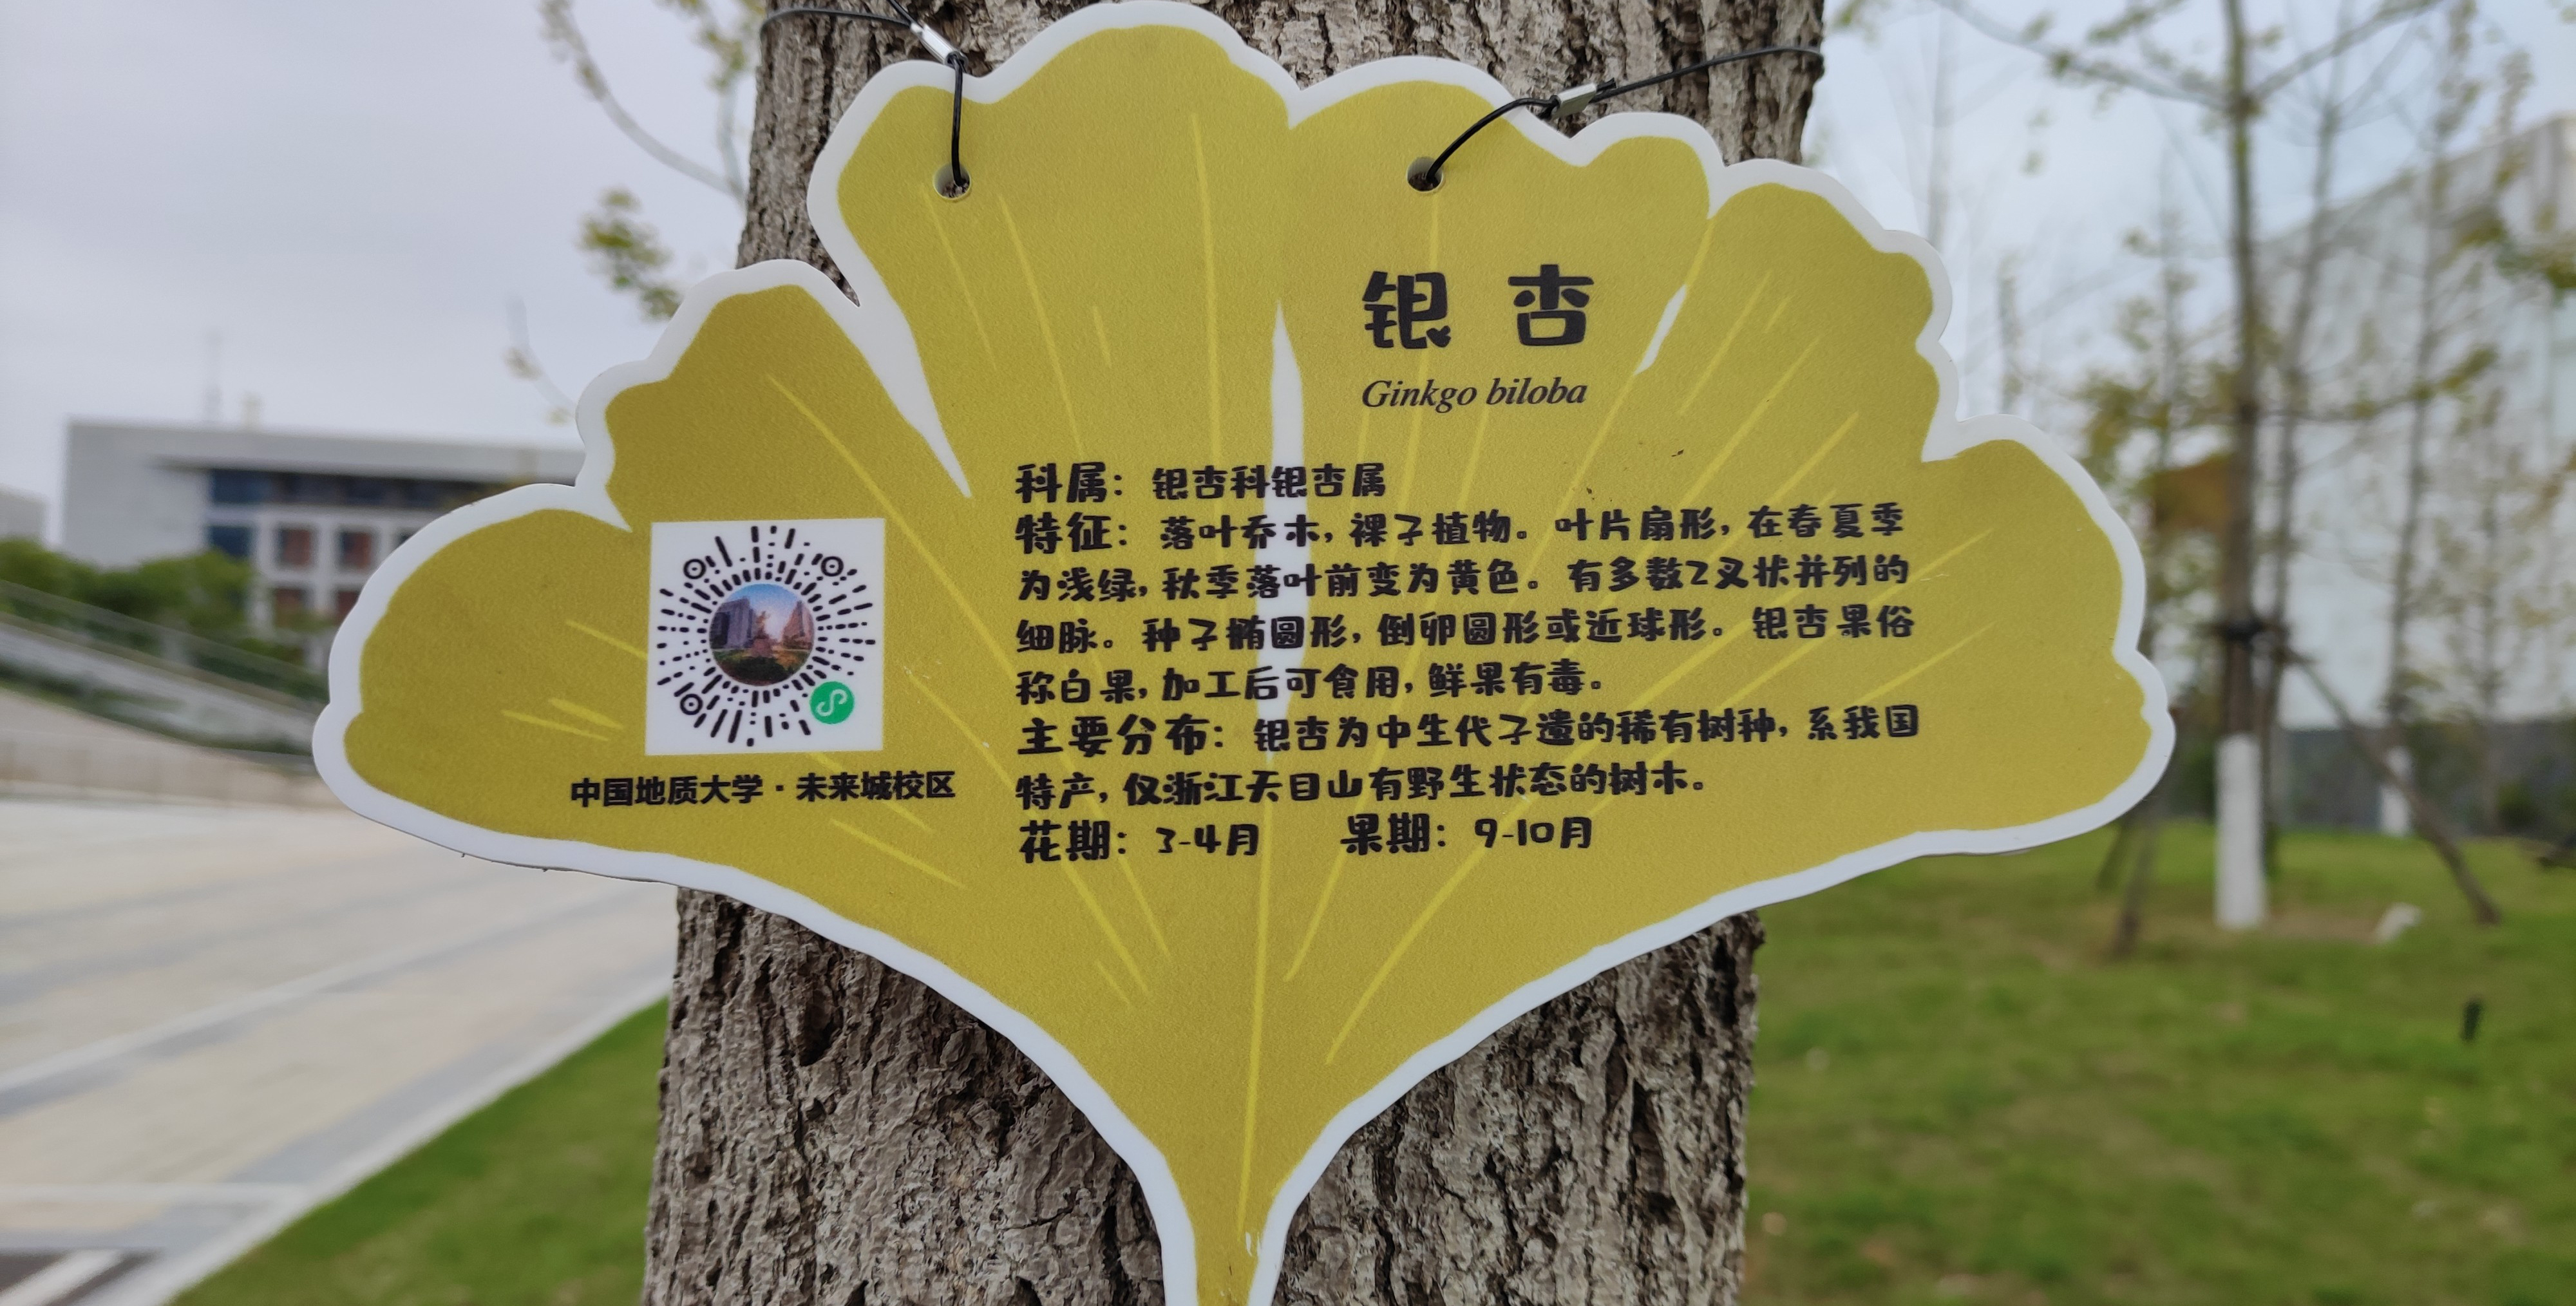 银杏
Ginkgo biloba
科属：银杏科银杏属
特征：落叶乔木，裸子植物。叶片扇形，在春夏季
为浅绿，秋季落叶前变为黄色。有多数2叉状并列的
细脉。种子椭圆形，倒卵圆形或近球形。银杏果俗
称白果，加工后可食用，鲜果有毒。
主要分布：银杏为中生代孑遗的稀有树种，系我国
特产，仅浙江天目山有野生状态的树木。
花期：3-4月 果期：9-10月
中国地质大学·未来城校区